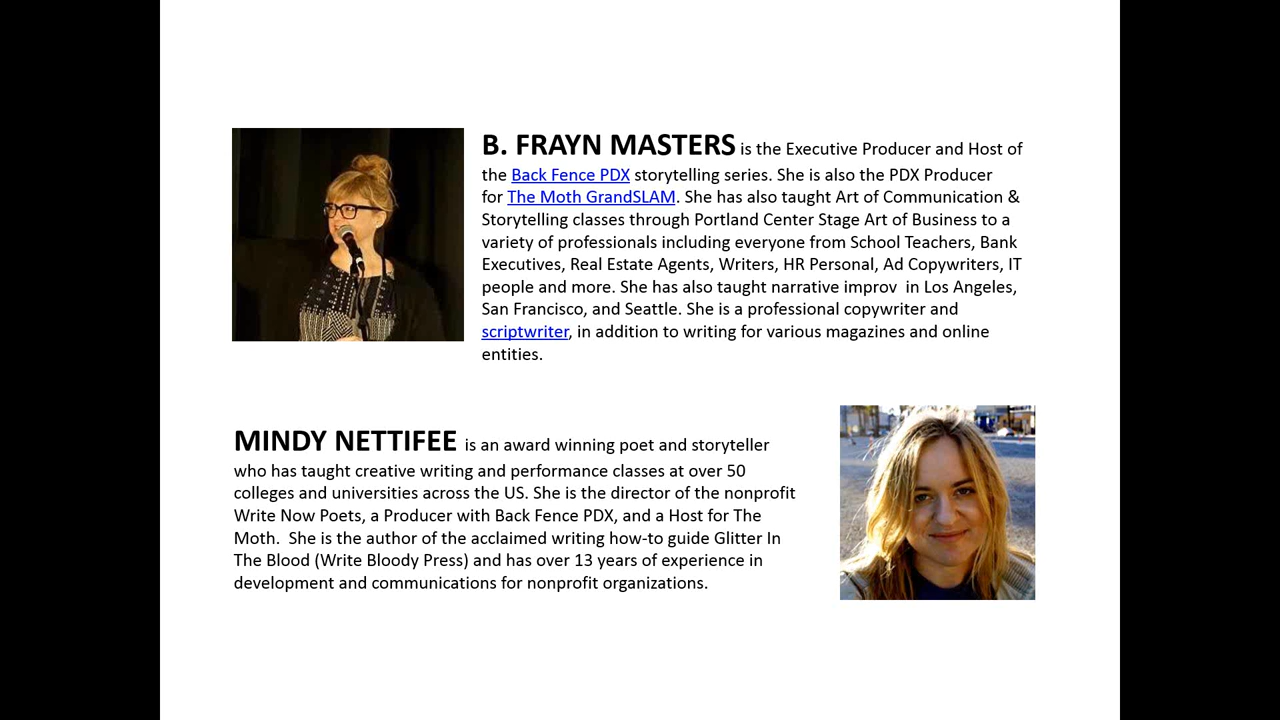 B. FRAYN MASTERS is the Executive Producer and Host of
the Back Fence PDX storytelling series. She is also the PDX Producer
for The Moth GrandSLAM. She has also taught Art of Communication &
Storytelling classes through Portland Center Stage Art of Business to a
variety of professionals including everyone from School Teachers, Bank
Executives, Real Estate Agents, Writers, HR Personal, Ad Copywriters, IT
people and more. She has also taught narrative improv  in Los Angeles,
San Francisco, and Seattle. She is a professional copywriter and
scriptwriter, in addition to writing for various magazines and online
entities.
MINDY NETTIFEE is an award winning poet and storyteller
who has taught creative writing and performance classes at over 50
colleges and universities across the US. She is the director of the nonprofit
Write Now Poets, a Producer with Back Fence PDX, and a Host for The
Moth.  She is the author of the acclaimed writing how-to guide Glitter In
The Blood (Write Bloody Press) and has over 13 years of experience in
development and communications for nonprofit organizations.